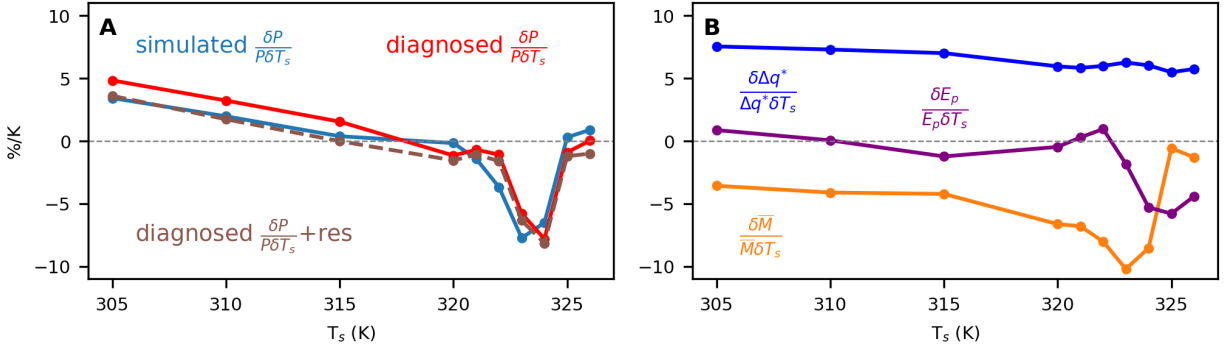 A
simulated δP/PδT_s
diagnosed δP/PδT_s
diagnosed δP/PδT_s+res
10
5
0
−5
−10
%/K
305
310
315
320
325
T_s (K)
B
δΔq*/Δq*δT_s
δE_p/E_pδT_s
δM̅/M̅δT_s
10
5
0
−5
−10
305
310
315
320
325
T_s (K)